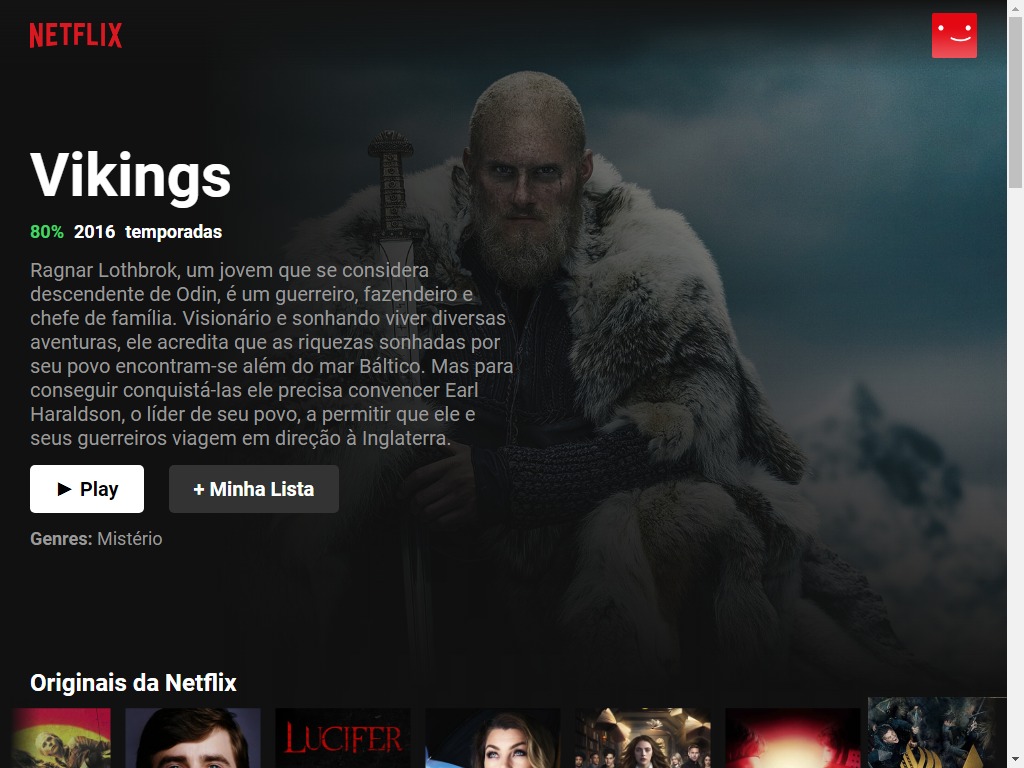 NETFLIX
Vikings
80% 2016 temporadas
Ragnar Lothbrok, um jovem que se considera
descendente de Odin, é um guerreiro, fazendeiro e
chefe de família. Visionário e sonhando viver diversas
aventuras, ele acredita que as riquezas sonhadas por
seu povo encontram-se além do mar Báltico. Mas para
conseguir conquistá-las ele precisa convencer Earl
Haraldson, o líder de seu povo, a permitir que ele e
seus guerreiros viagem em direção à Inglaterra.
► Play + Minha Lista
Genres: Mistério
Originais da Netflix
LUCIFER